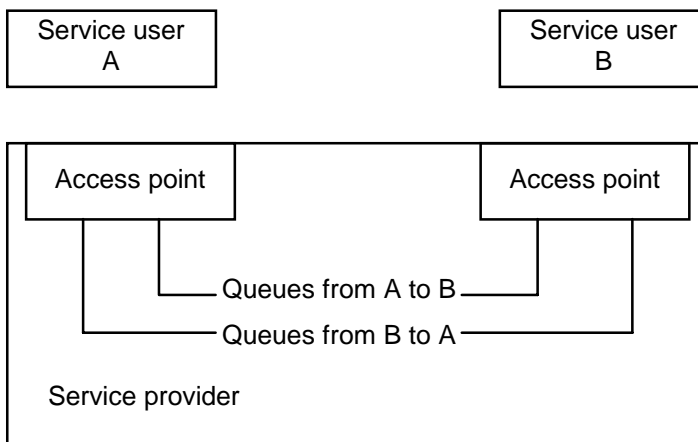 Service user
A
Service user
B
Access point
Access point
Queues from A to B
Queues from B to A
Service provider